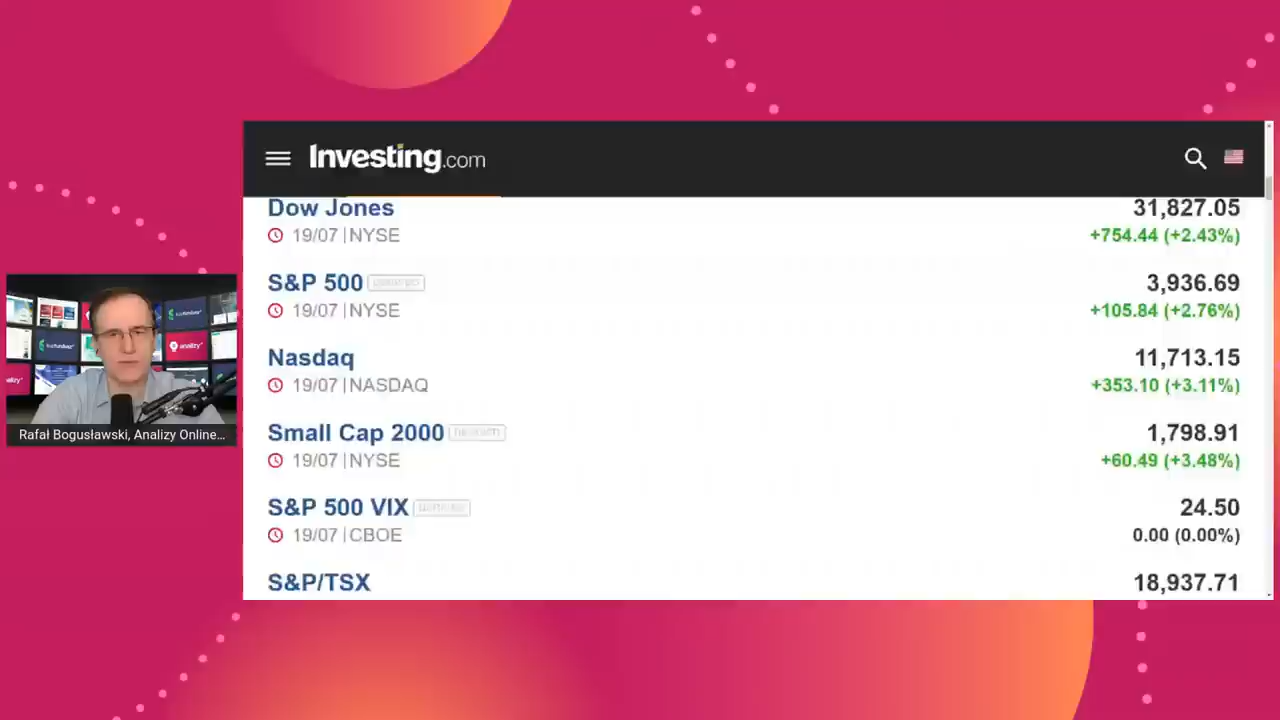 Investing.com
Dow Jones 31,827.05
19/07 | NYSE +754.44 (+2.43%)
S&P 500 3,936.69
19/07 | NYSE +105.84 (+2.76%)
Nasdaq 11,713.15
19/07 | NASDAQ +353.10 (+3.11%)
Small Cap 2000 1,798.91
19/07 | NYSE +60.49 (+3.48%)
S&P 500 VIX 24.50
19/07 | CBOE 0.00 (0.00%)
S&P/TSX 18,937.71
analizy
Rafał Bogusławski, Analizy Online...